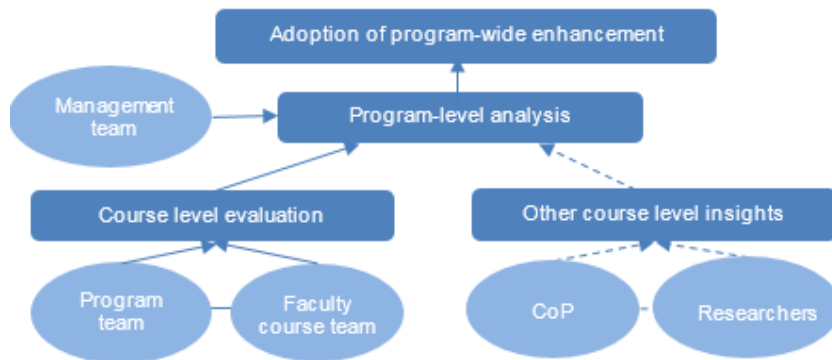 Adoption of program-wide enhancement
Management
team
Program-level analysis
Course level evaluation
Other course level insights
Program
team
Faculty
course team
CoP
Researchers